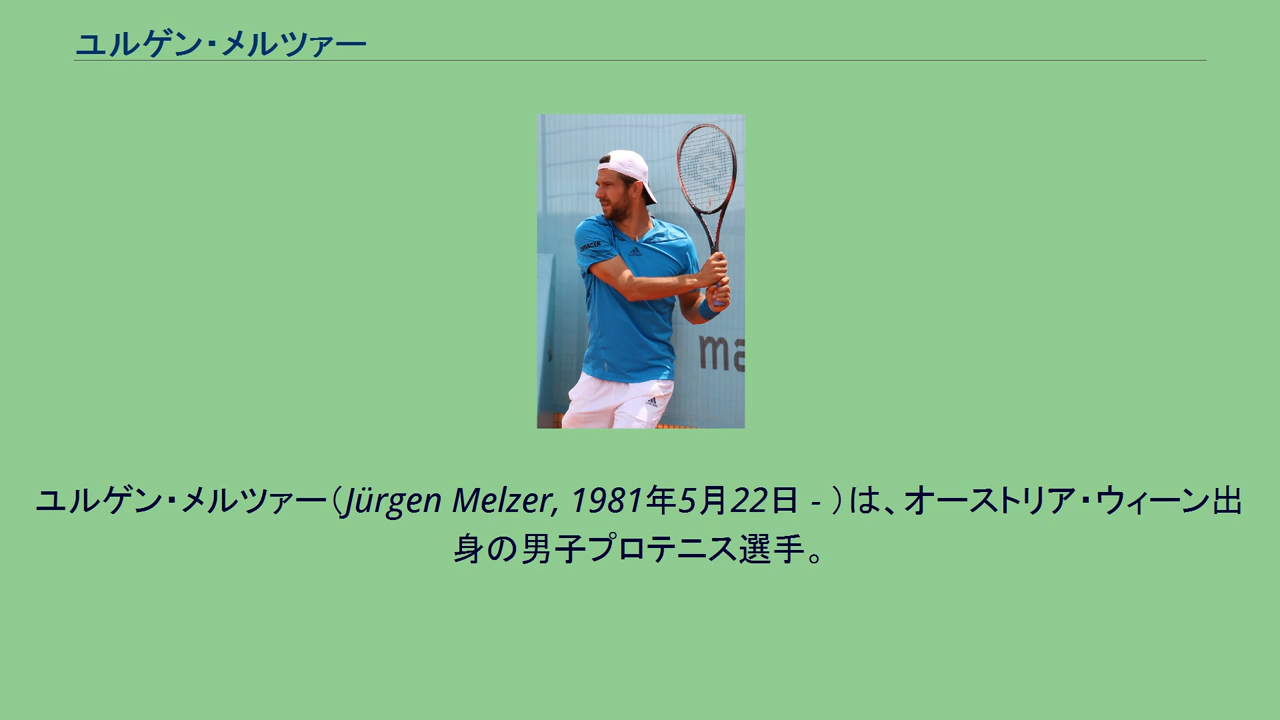 ユルゲン・メルツァー
ma
ユルゲン・メルツァー（Jürgen Melzer, 1981年5月22日 - ）は、オーストリア・ウィーン出
身の男子プロテニス選手。